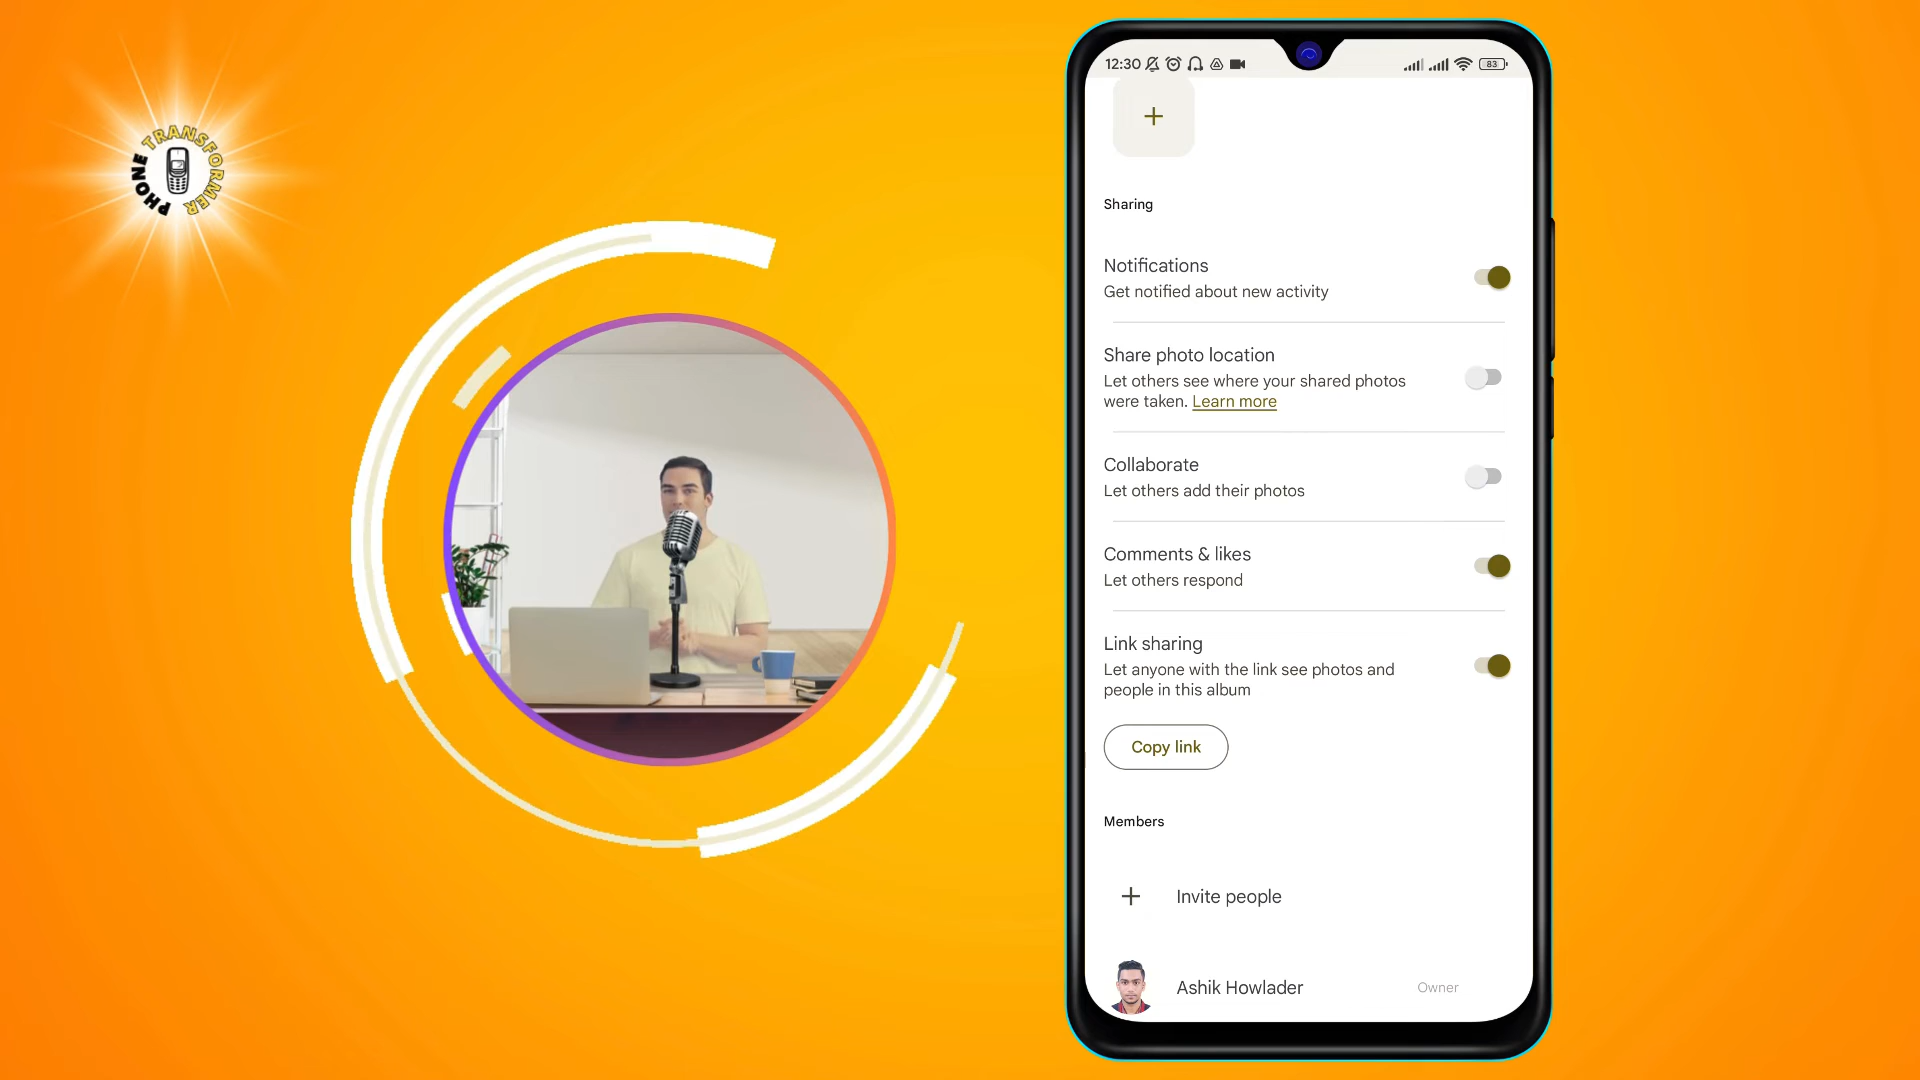 PHONE TRANSFORMER
12:30
83
Sharing
Notifications
Get notified about new activity
Share photo location
Let others see where your shared photos
were taken. Learn more
Collaborate
Let others add their photos
Comments & likes
Let others respond
Link sharing
Let anyone with the link see photos and
people in this album
Copy link
Members
Invite people
Ashik Howlader
Owner